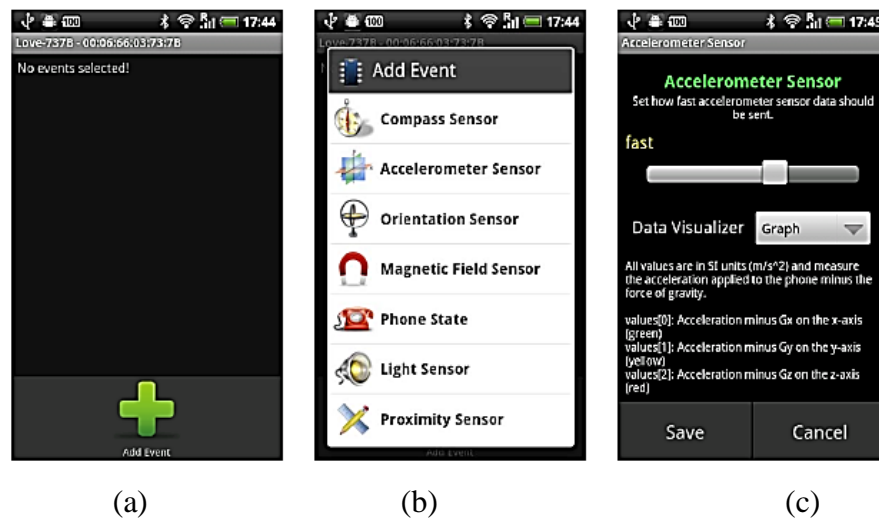 100 17:44
Love-737B - 00:06:66:03:73:7B
No events selected!
Add Event
(a)
100 17:44
Love-737B - 00:06:66:03:73:7B
Add Event
Compass Sensor
Accelerometer Sensor
Orientation Sensor
Magnetic Field Sensor
Phone State
Light Sensor
Proximity Sensor
Add Event
(b)
100 17:45
Accelerometer Sensor
Accelerometer Sensor
Set how fast accelerometer sensor data should
be sent.
fast
Data Visualizer Graph
All values are in SI units (m/s^2) and measure
the acceleration applied to the phone minus the
force of gravity.
values[0]: Acceleration minus Gx on the x-axis
(green)
values[1]: Acceleration minus Gy on the y-axis
(yellow)
values[2]: Acceleration minus Gz on the z-axis
(red)
Save Cancel
(c)